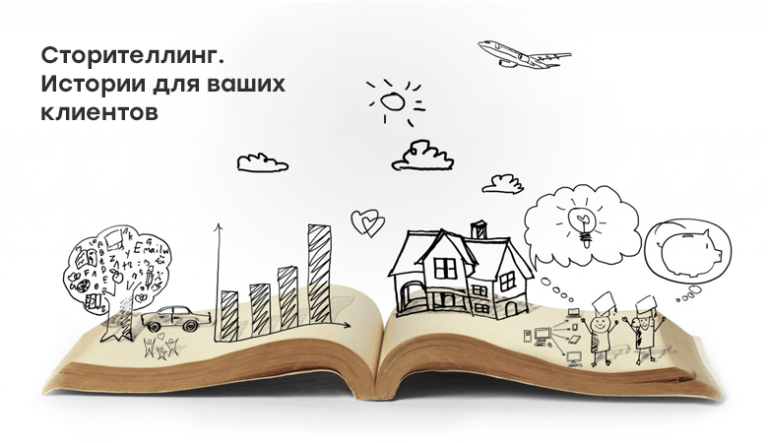 Сторителлинг.
Истории для ваших
клиентов